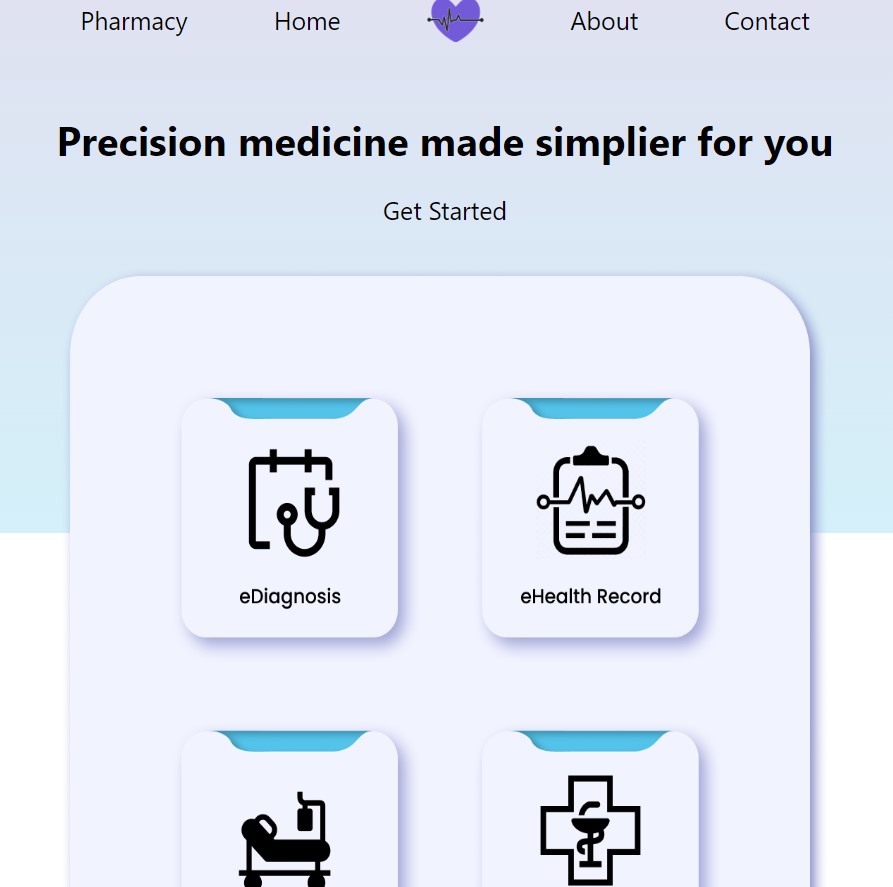 Pharmacy Home About Contact
Precision medicine made simplier for you
Get Started
eDiagnosis eHealth Record